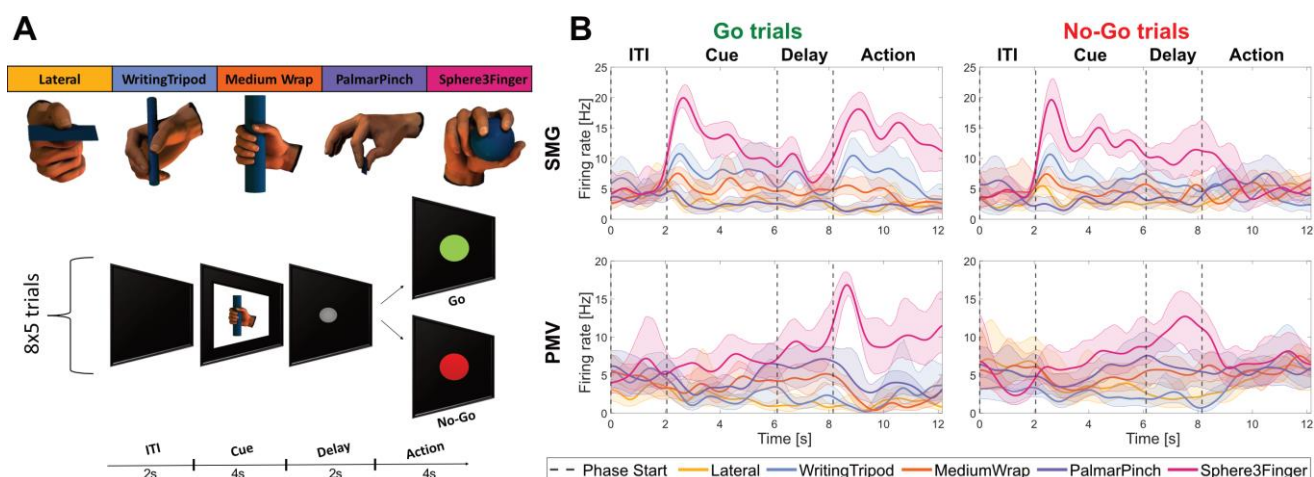 A
Lateral WritingTripod Medium Wrap PalmarPinch Sphere3Finger
8x5 trials
Go
No-Go
ITI Cue Delay Action
2s 4s 2s 4s
B
Go trials No-Go trials
ITI Cue Delay Action ITI Cue Delay Action
SMG
Firing rate [Hz]
25
20
15
10
5
0
0 2 4 6 8 10 12
25
20
15
10
5
0
0 2 4 6 8 10 12
PMV
Firing rate [Hz]
20
15
10
5
0
0 2 4 6 8 10 12
Time [s]
20
15
10
5
0
0 2 4 6 8 10 12
Time [s]
Phase Start Lateral WritingTripod MediumWrap PalmarPinch Sphere3Finger